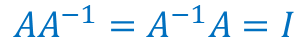 AA⁻¹ = A⁻¹A = I